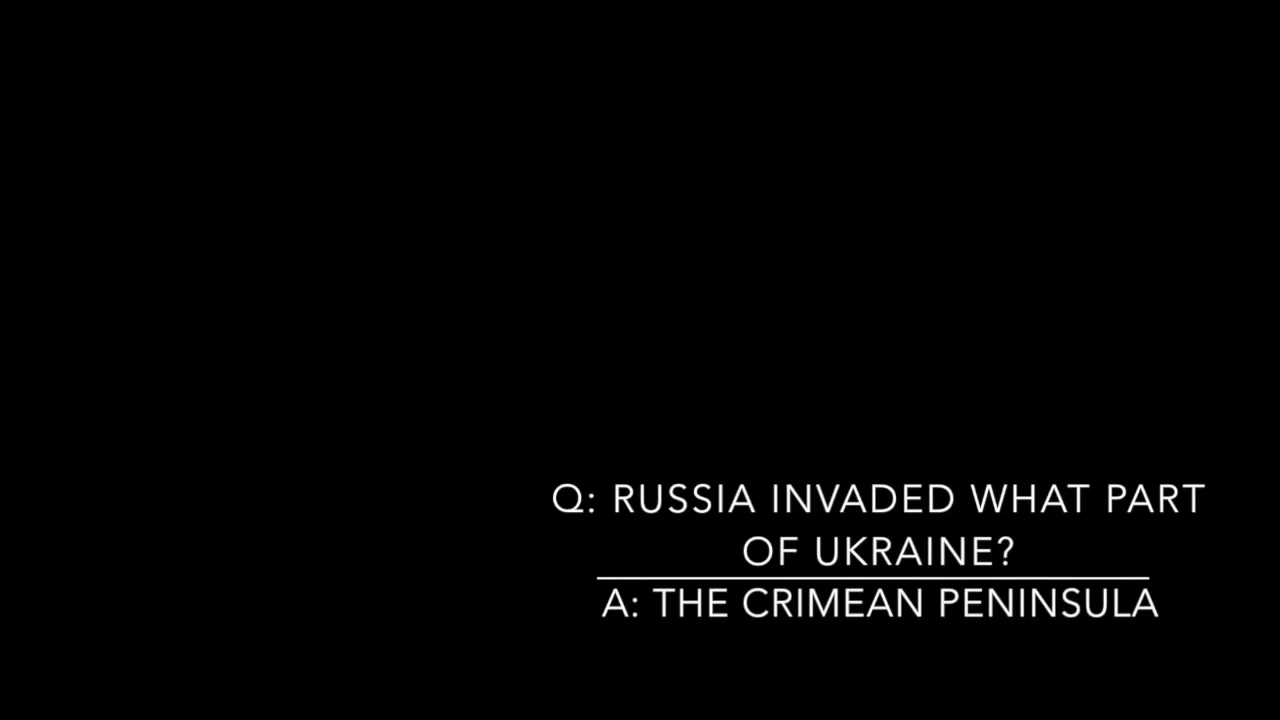 Q: RUSSIA INVADED WHAT PART
OF UKRAINE?
A: THE CRIMEAN PENINSULA